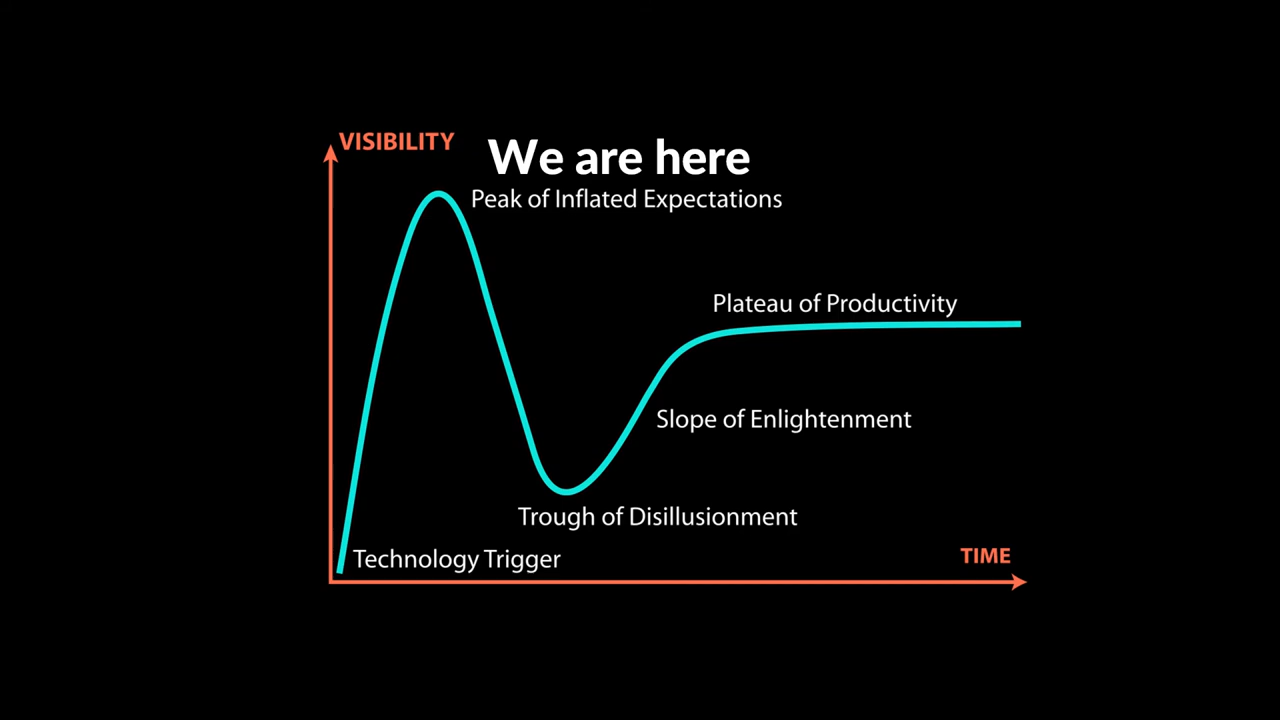 VISIBILITY
We are here
Peak of Inflated Expectations
Plateau of Productivity
Slope of Enlightenment
Trough of Disillusionment
Technology Trigger
TIME